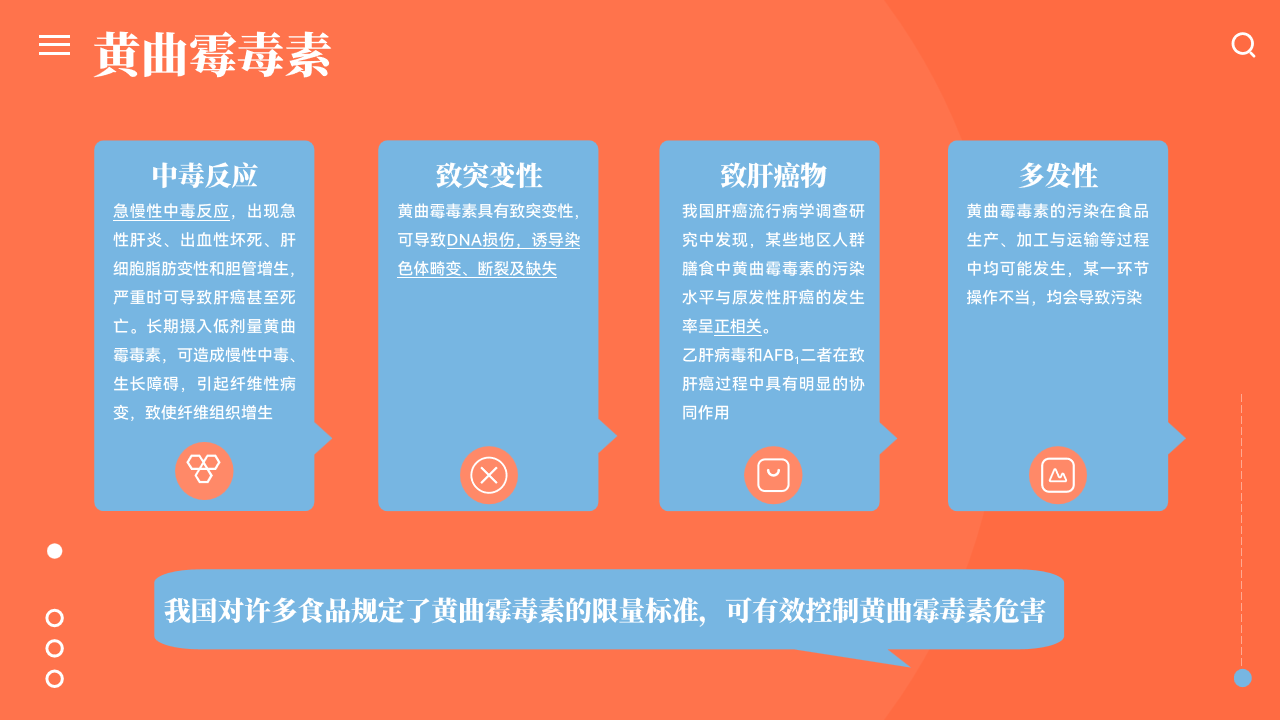 黄曲霉毒素
中毒反应
急慢性中毒反应，出现急
性肝炎、出血性坏死、肝
细胞脂肪变性和胆管增生，
严重时可导致肝癌甚至死
亡。长期摄入低剂量黄曲
霉毒素，可造成慢性中毒、
生长障碍，引起纤维性病
变，致使纤维组织增生
致突变性
黄曲霉毒素具有致突变性，
可导致DNA损伤，诱导染
色体畸变、断裂及缺失
致肝癌物
我国肝癌流行病学调查研
究中发现，某些地区人群
膳食中黄曲霉毒素的污染
水平与原发性肝癌的发生
率呈正相关。
乙肝病毒和AFB₁二者在致
肝癌过程中具有明显的协
同作用
多发性
黄曲霉毒素的污染在食品
生产、加工与运输等过程
中均可能发生，某一环节
操作不当，均会导致污染
我国对许多食品规定了黄曲霉毒素的限量标准，可有效控制黄曲霉毒素危害